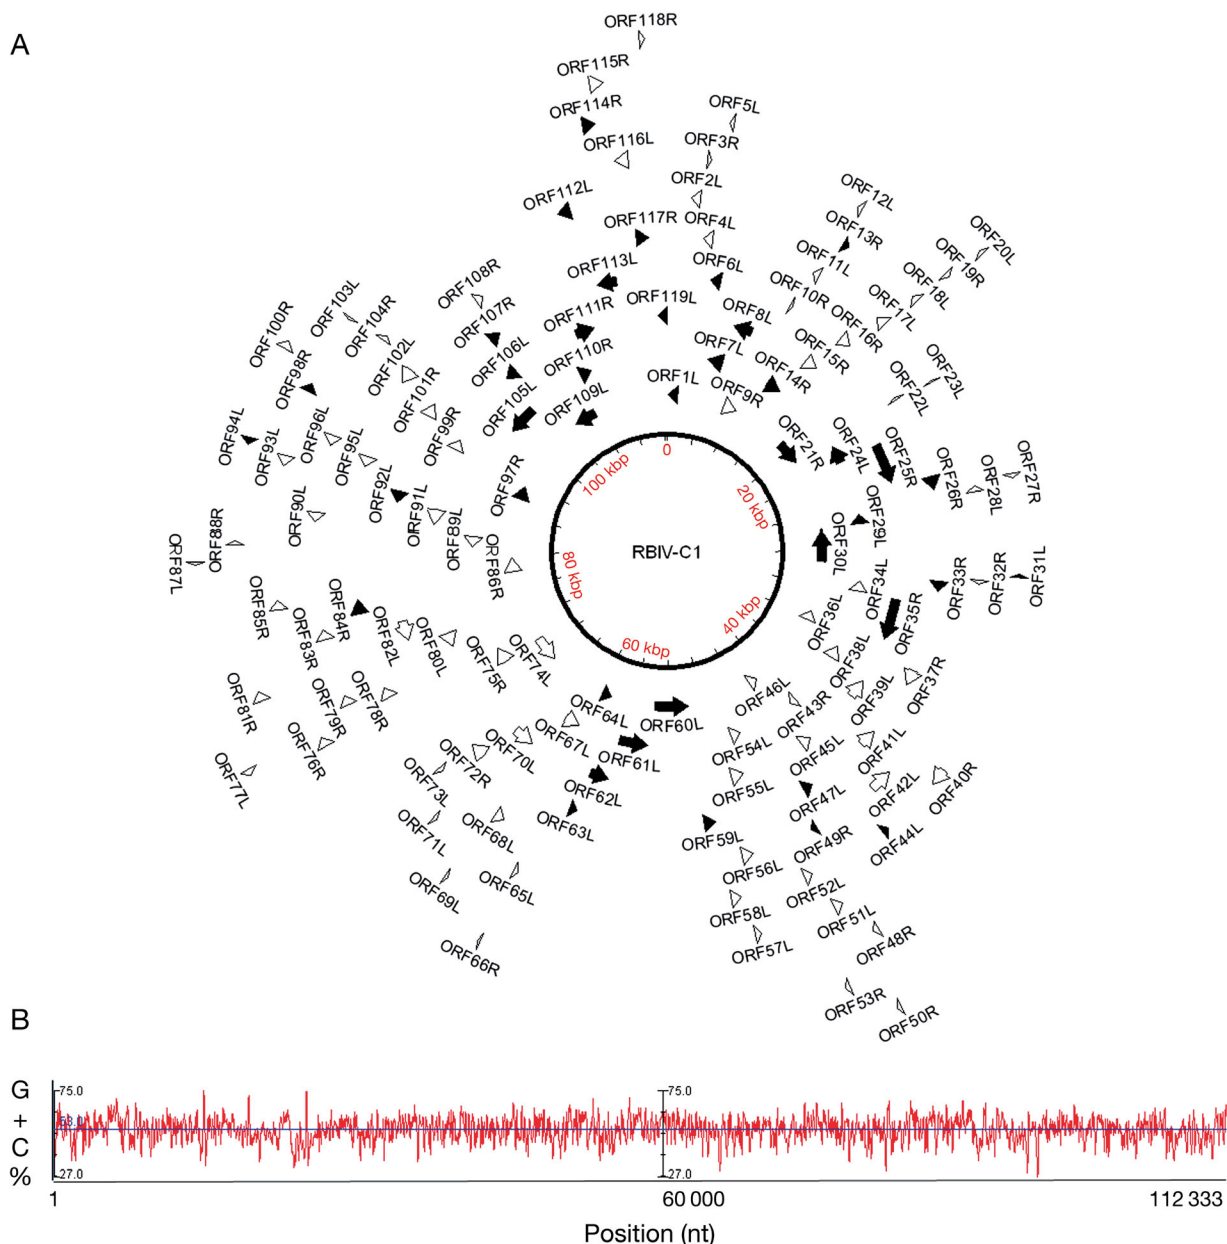 A
ORF118R
ORF115R
ORF114R
ORF116L
ORF5L
ORF3R
ORF2L
ORF4L
ORF112L
ORF117R
ORF6L
ORF113L
ORF119L
ORF8L
ORF111R
ORF7L
ORF110R
ORF1L
ORF9R
ORF109L
ORF12L
ORF13R
ORF11L
ORF10R
ORF20L
ORF19R
ORF18L
ORF17L
ORF16R
ORF15R
ORF14R
ORF23L
ORF22L
ORF21R
ORF24L
ORF25R
ORF26R
ORF28L
ORF27R
ORF29L
ORF30L
ORF34L
ORF33R
ORF32R
ORF31L
ORF35R
ORF36L
ORF38L
ORF37R
ORF39L
ORF41L
ORF40R
ORF42L
ORF44L
ORF46L
ORF43R
ORF45L
ORF47L
ORF49R
ORF54L
ORF55L
ORF59L
ORF56L
ORF58L
ORF57L
ORF52L
ORF51L
ORF48R
ORF53R
ORF50R
ORF60L
ORF61L
ORF62L
ORF63L
ORF64L
ORF67L
ORF70L
ORF72R
ORF73L
ORF71L
ORF68L
ORF65L
ORF69L
ORF66R
ORF74L
ORF75R
ORF80L
ORF82L
ORF84R
ORF83R
ORF85R
ORF78R
ORF79R
ORF76R
ORF81R
ORF77L
ORF86R
ORF89L
ORF91L
ORF92L
ORF90L
ORF88R
ORF87L
ORF97R
ORF95L
ORF96L
ORF93L
ORF94L
ORF99R
ORF101R
ORF102L
ORF104R
ORF103L
ORF98R
ORF100R
ORF105L
ORF106L
ORF107R
ORF108R
0
20 kbp
40 kbp
60 kbp
80 kbp
100 kbp
RBIV-C1
B
G
+
C
%
75.0
63.0
27.0
75.0
27.0
1
60 000
112 333
Position (nt)